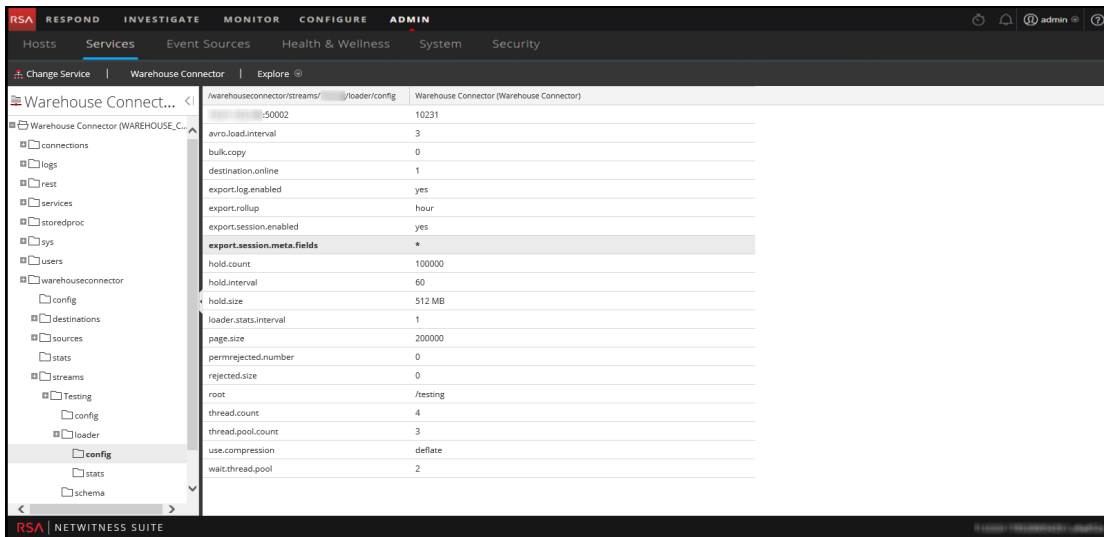 RSA RESPOND INVESTIGATE MONITOR CONFIGURE ADMIN admin
Hosts Services Event Sources Health & Wellness System Security
Change Service | Warehouse Connector | Explore
Warehouse Connect...
/warehouseconnector/streams/ /loader/config Warehouse Connector (Warehouse Connector)
Warehouse Connector (WAREHOUSE_C...
connections
logs
rest
services
storedproc
sys
users
warehouseconnector
config
destinations
sources
stats
streams
Testing
config
loader
config
stats
schema
:50002 10231
avro.load.interval 3
bulk.copy 0
destination.online 1
export.log.enabled yes
export.rollup hour
export.session.enabled yes
export.session.meta.fields *
hold.count 100000
hold.interval 60
hold.size 512 MB
loader.stats.interval 1
page.size 200000
permrejected.number 0
rejected.size 0
root /testing
thread.count 4
thread.pool.count 3
use.compression deflate
wait.thread.pool 2
RSA | NETWITNESS SUITE